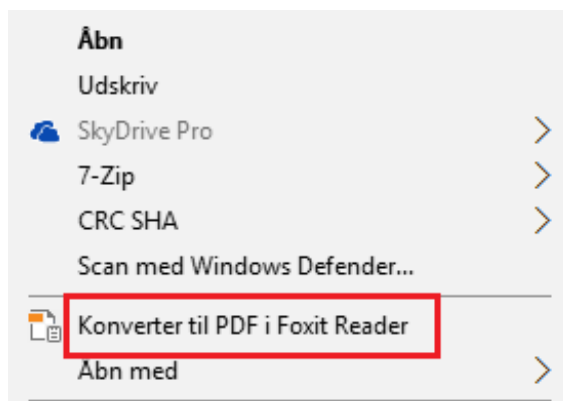 Åbn
Udskriv
SkyDrive Pro
7-Zip
CRC SHA
Scan med Windows Defender...
Konverter til PDF i Foxit Reader
Åbn med